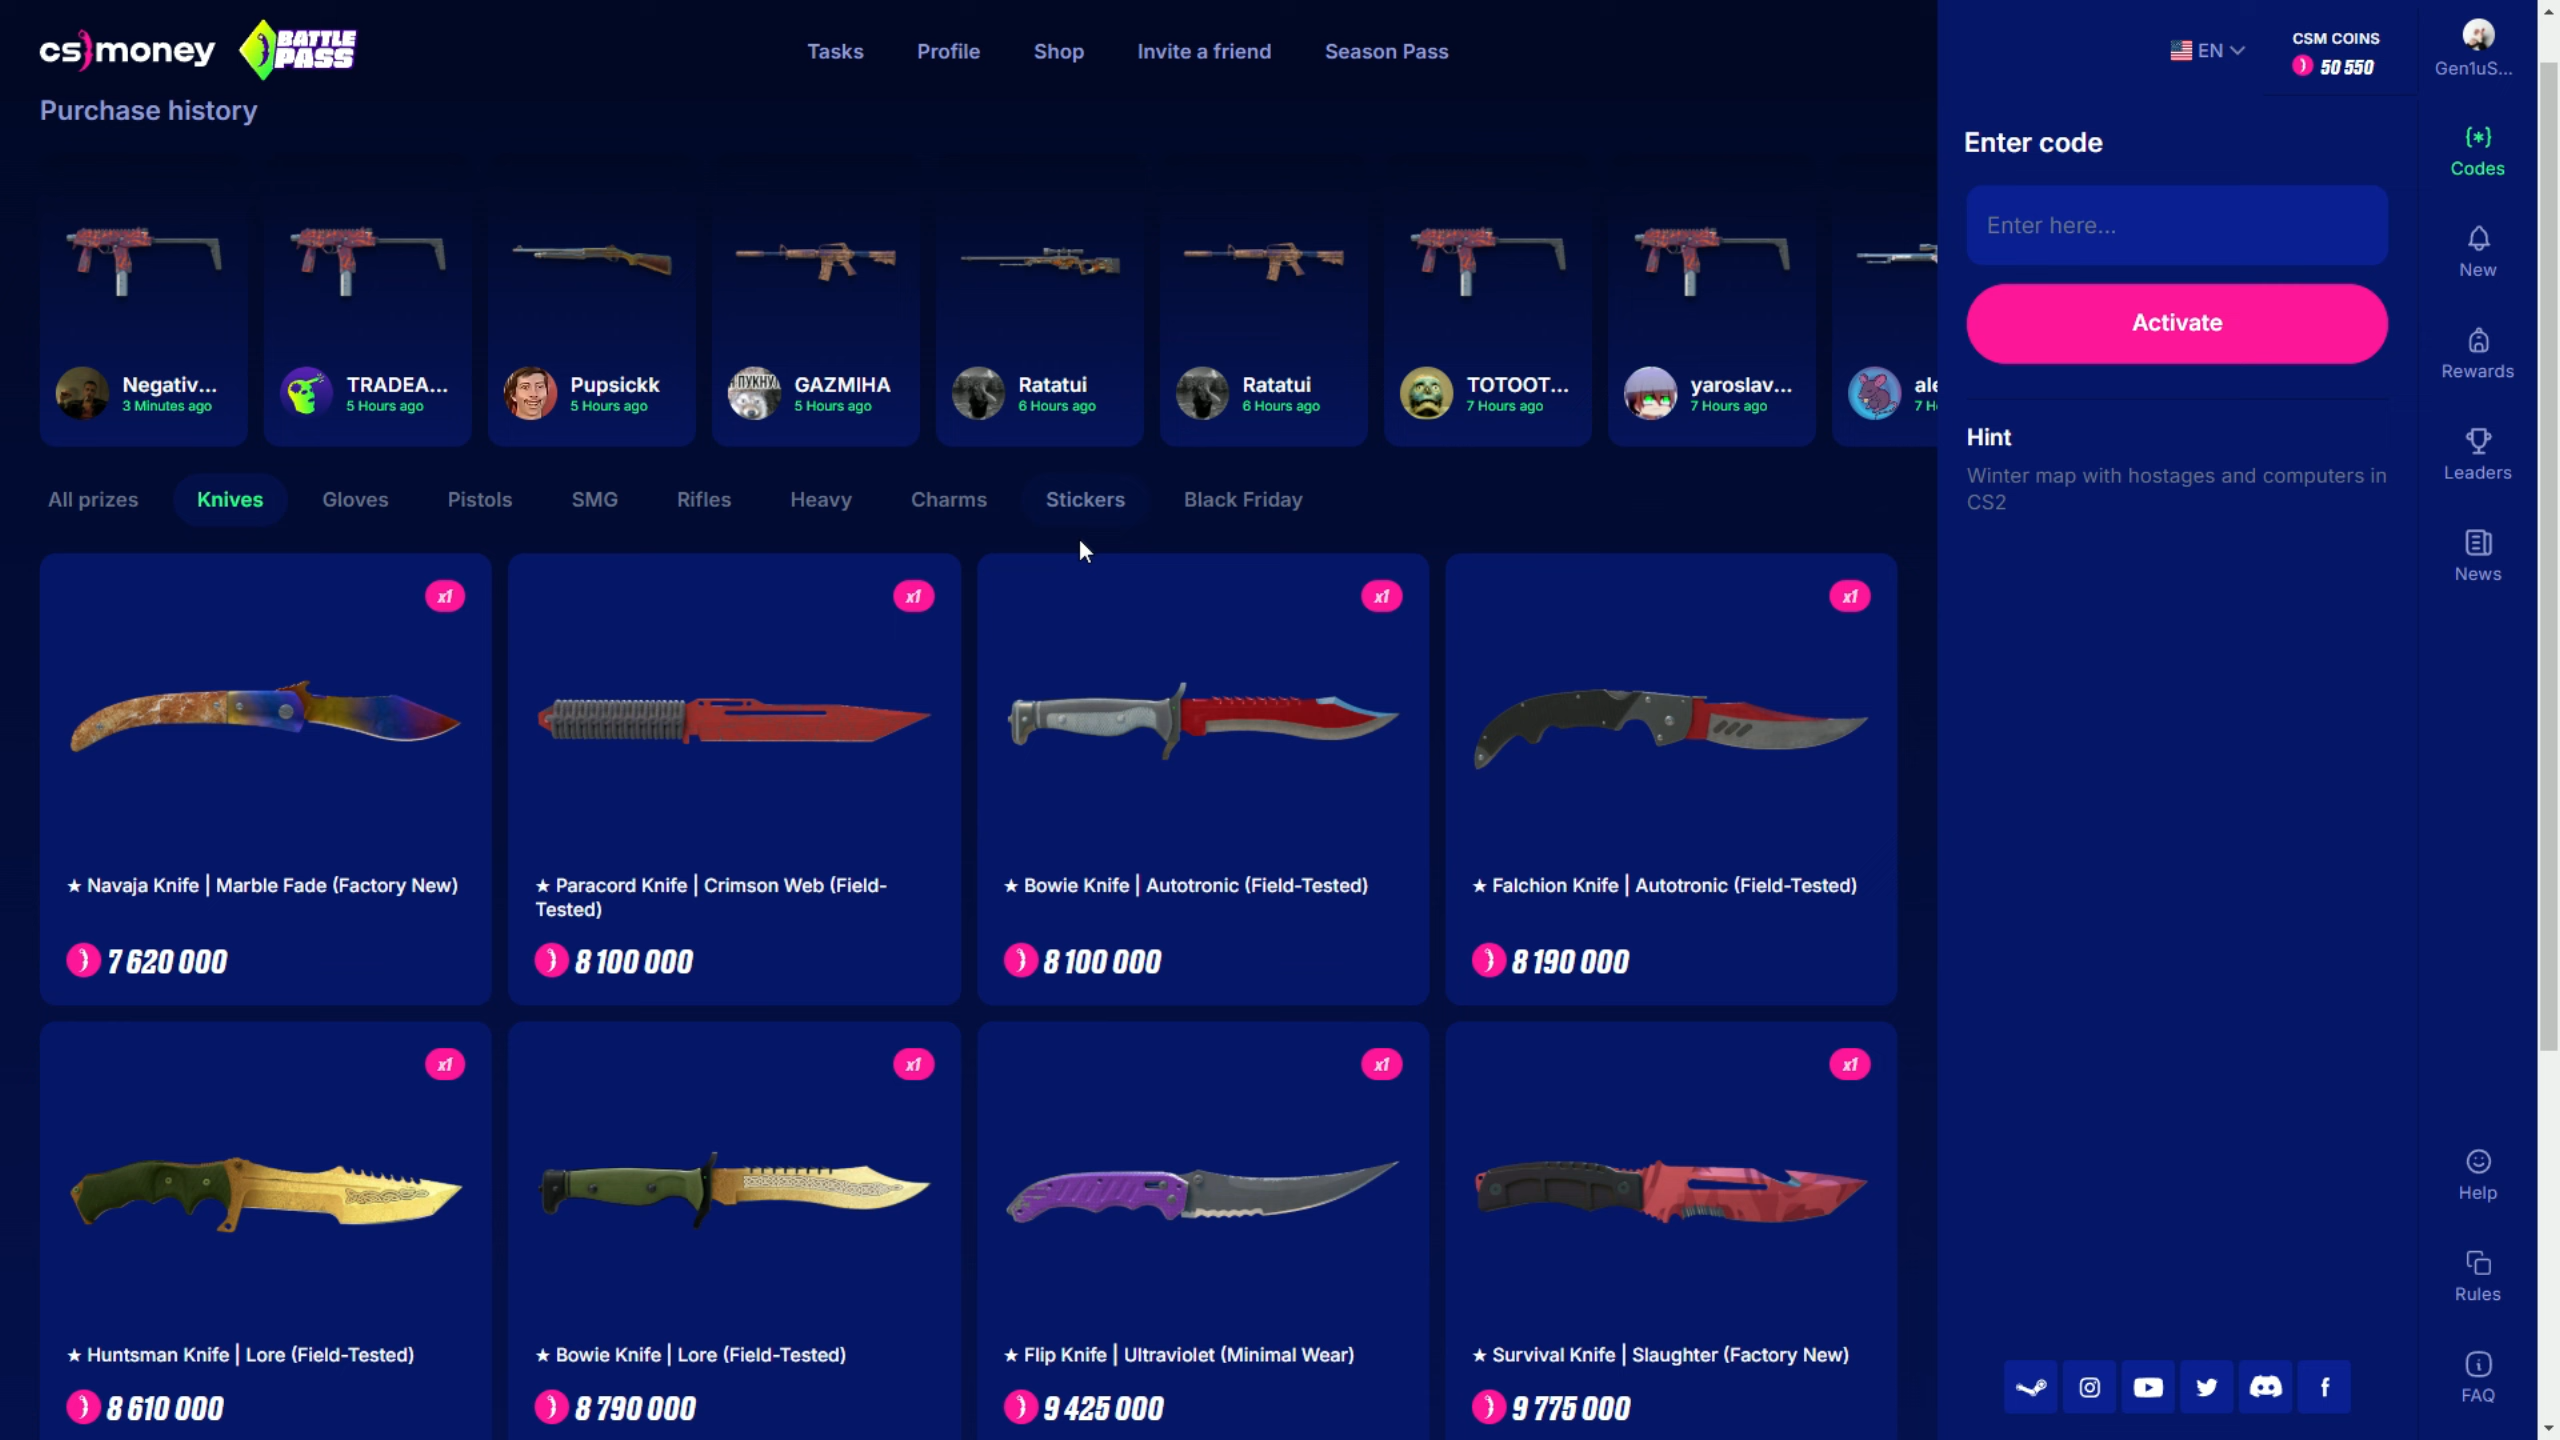 cs)money
BATTLE
PASS
Tasks
Profile
Shop
Invite a friend
Season Pass
EN
CSM COINS
50 550
Gen1uS...
Purchase history
Negativ...
3 Minutes ago
TRADEA...
5 Hours ago
Pupsickk
5 Hours ago
GAZMIHA
5 Hours ago
Ratatui
6 Hours ago
Ratatui
6 Hours ago
TOTOOT...
7 Hours ago
yaroslav...
7 Hours ago
ale
7 H
All prizes
Knives
Gloves
Pistols
SMG
Rifles
Heavy
Charms
Stickers
Black Friday
x1
★ Navaja Knife | Marble Fade (Factory New)
7 620 000
x1
★ Paracord Knife | Crimson Web (Field-
Tested)
8 100 000
x1
★ Bowie Knife | Autotronic (Field-Tested)
8 100 000
x1
★ Falchion Knife | Autotronic (Field-Tested)
8 190 000
x1
★ Huntsman Knife | Lore (Field-Tested)
8 610 000
x1
★ Bowie Knife | Lore (Field-Tested)
8 790 000
x1
★ Flip Knife | Ultraviolet (Minimal Wear)
9 425 000
x1
★ Survival Knife | Slaughter (Factory New)
9 775 000
Enter code
Enter here...
Activate
Hint
Winter map with hostages and computers in
CS2
Codes
New
Rewards
Leaders
News
Help
Rules
FAQ